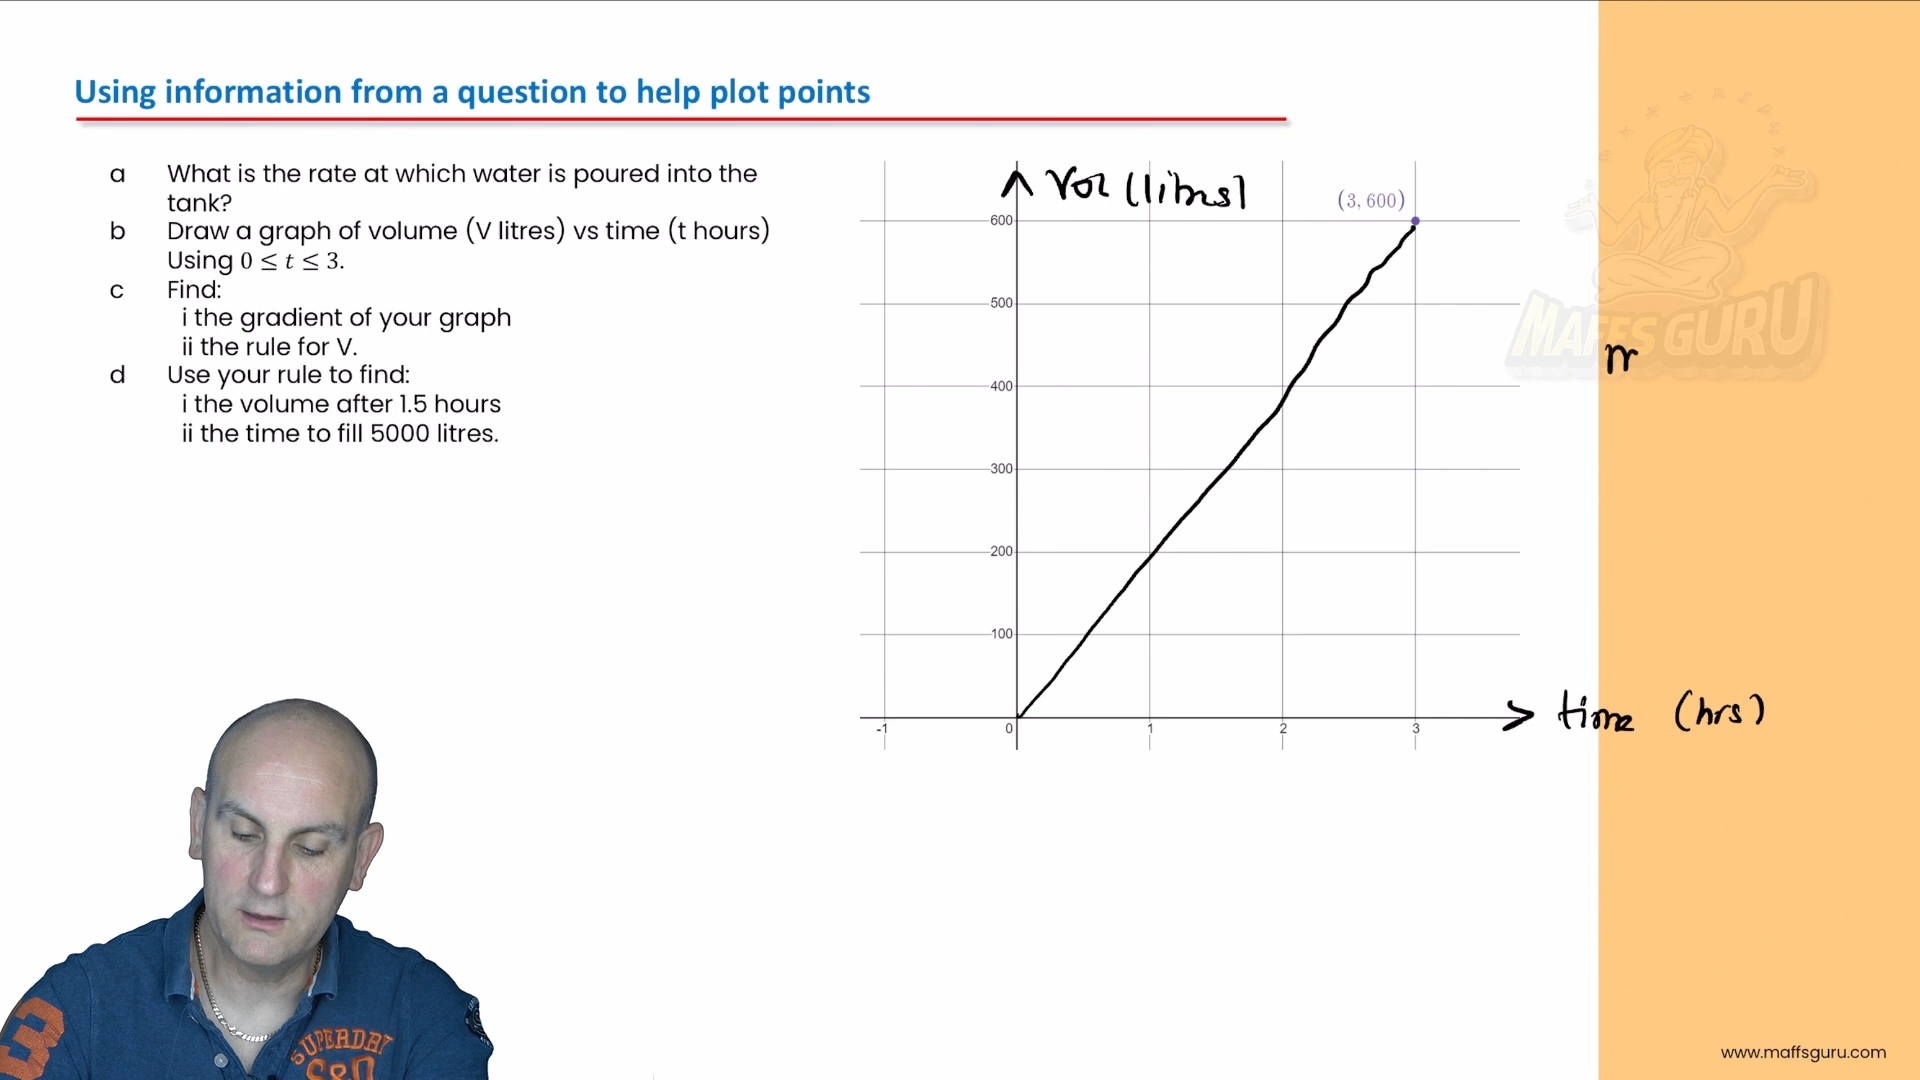 Using information from a question to help plot points
a What is the rate at which water is poured into the
tank?
b Draw a graph of volume (V litres) vs time (t hours)
Using 0 ≤ t ≤ 3.
c Find:
i the gradient of your graph
ii the rule for V.
d Use your rule to find:
i the volume after 1.5 hours
ii the time to fill 5000 litres.
Vol (litres)
(3, 600)
600
500
400
300
200
100
-1 0 1 2 3
time (hrs)
m
MAFFS GURU
3
SUPERDRY
www.maffsguru.com